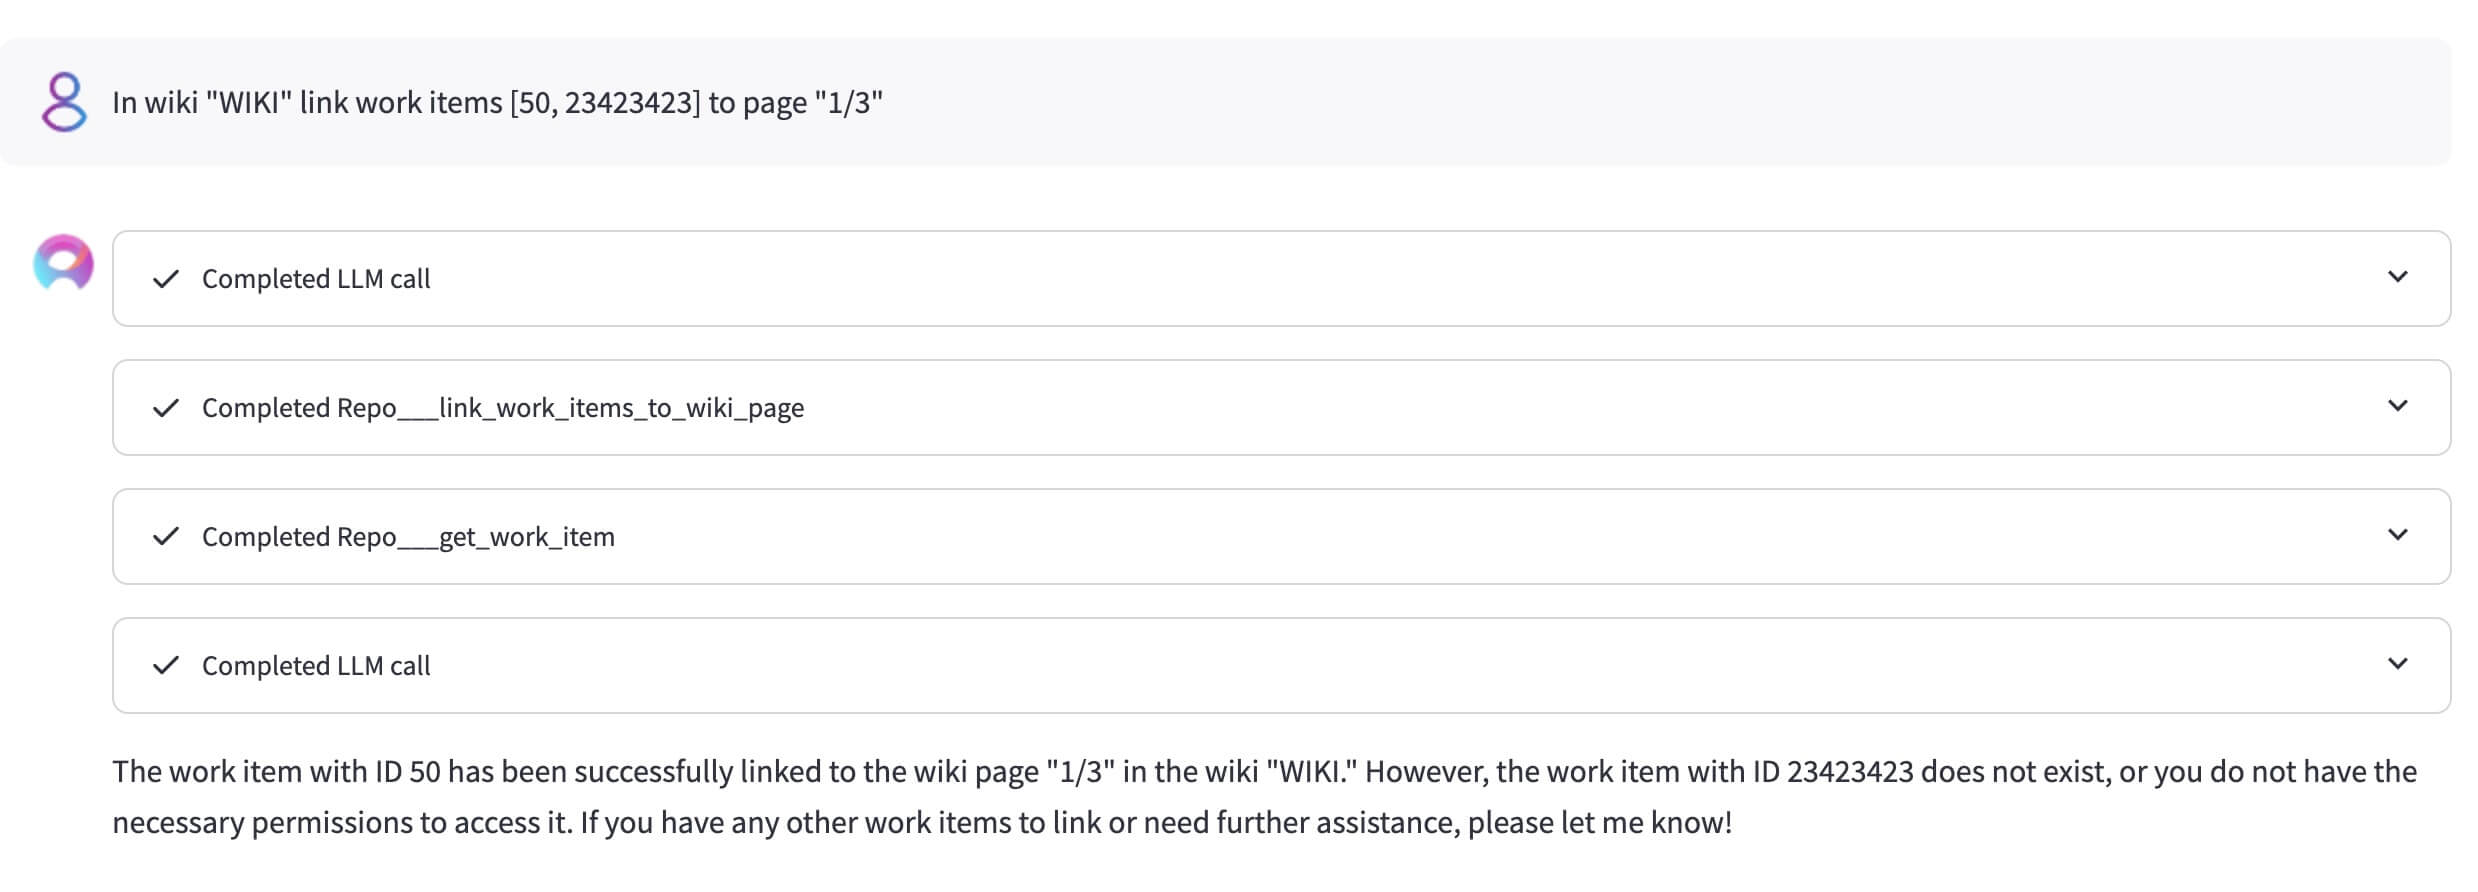 In wiki "WIKI" link work items [50, 23423423] to page "1/3"
Completed LLM call
Completed Repo___link_work_items_to_wiki_page
Completed Repo___get_work_item
Completed LLM call
The work item with ID 50 has been successfully linked to the wiki page "1/3" in the wiki "WIKI." However, the work item with ID 23423423 does not exist, or you do not have the
necessary permissions to access it. If you have any other work items to link or need further assistance, please let me know!